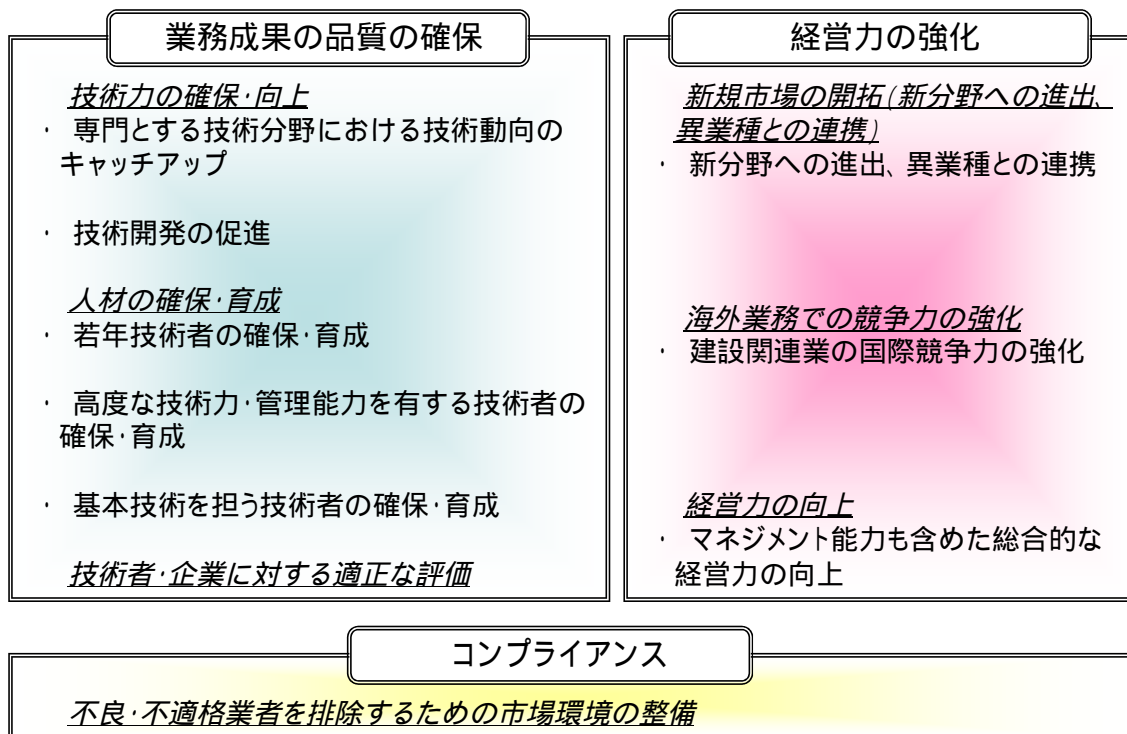 業務成果の品質の確保
技術力の確保・向上
・ 専門とする技術分野における技術動向の
キャッチアップ
・ 技術開発の促進
人材の確保・育成
・ 若年技術者の確保・育成
・ 高度な技術力・管理能力を有する技術者の
確保・育成
・ 基本技術を担う技術者の確保・育成
技術者・企業に対する適正な評価
経営力の強化
新規市場の開拓(新分野への進出、
異業種との連携)
・ 新分野への進出、異業種との連携
海外業務での競争力の強化
・ 建設関連業の国際競争力の強化
経営力の向上
・ マネジメント能力も含めた総合的な
経営力の向上
コンプライアンス
不良・不適格業者を排除するための市場環境の整備